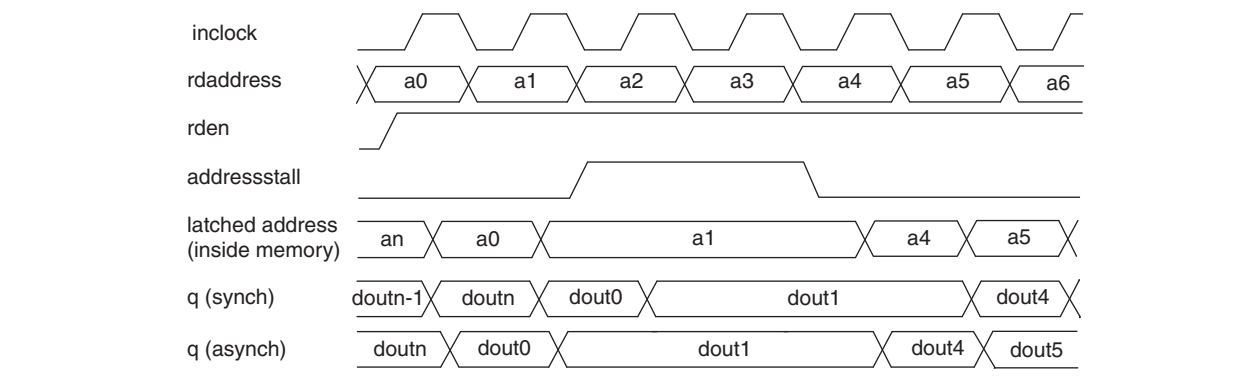 inclock
rdaddress a0 a1 a2 a3 a4 a5 a6
rden
addressstall
latched address
(inside memory) an a0 a1 a4 a5
q (synch) doutn-1 doutn dout0 dout1 dout4
q (asynch) doutn dout0 dout1 dout4 dout5